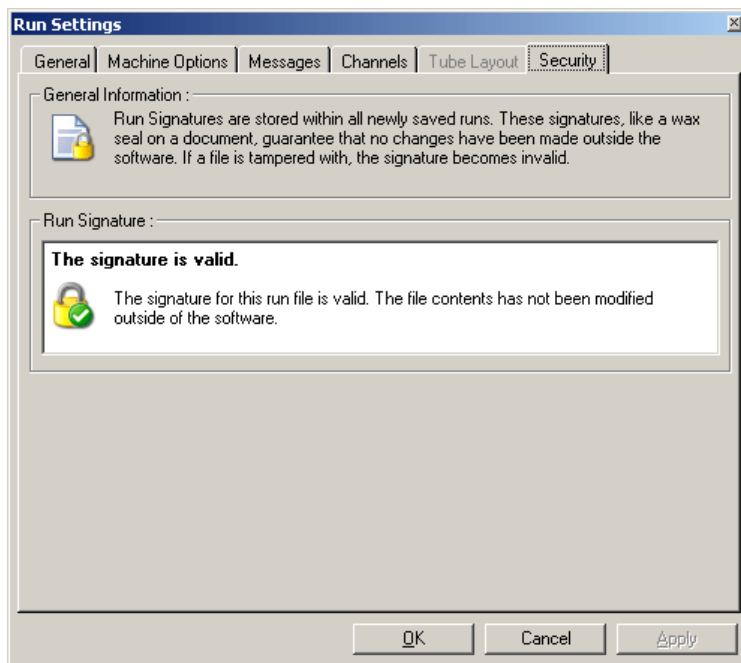 Run Settings
General
Machine Options
Messages
Channels
Tube Layout
Security
General Information :
Run Signatures are stored within all newly saved runs. These signatures, like a wax
seal on a document, guarantee that no changes have been made outside the
software. If a file is tampered with, the signature becomes invalid.
Run Signature :
The signature is valid.
The signature for this run file is valid. The file contents has not been modified
outside of the software.
OK
Cancel
Apply